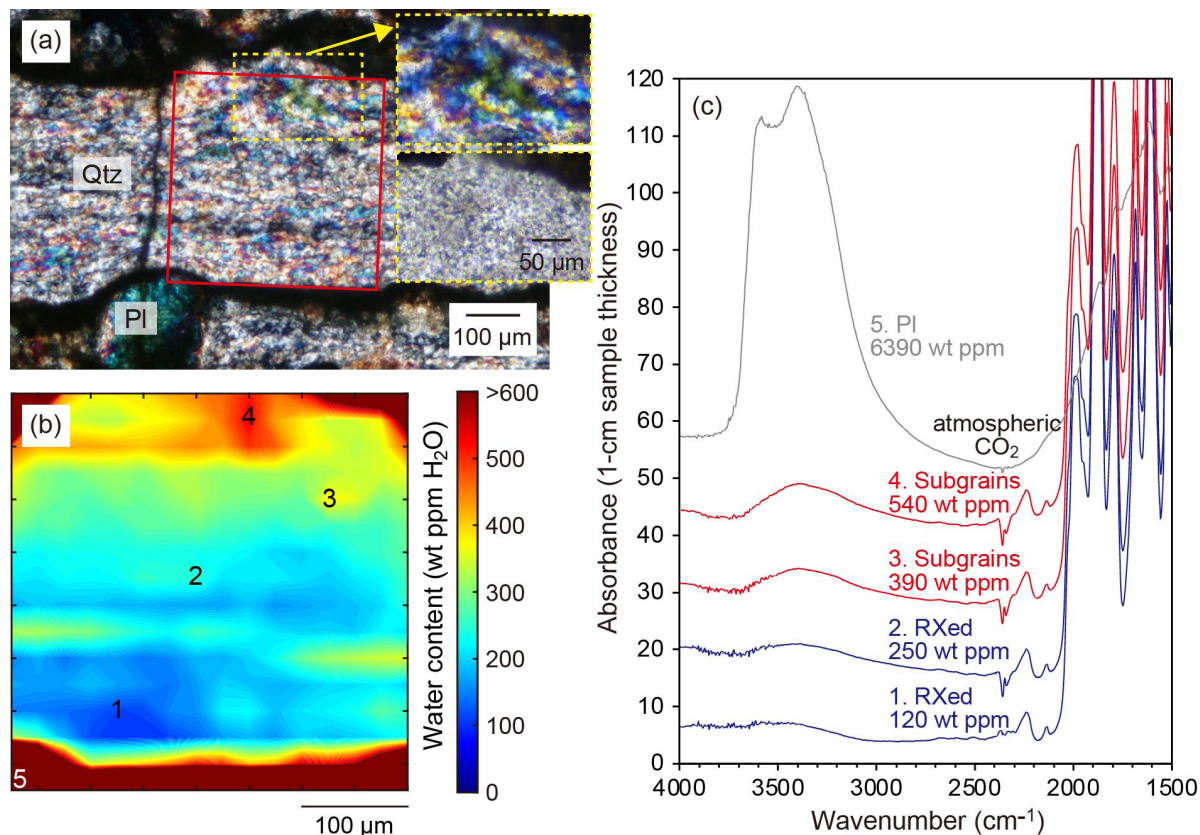 (a)
Qtz
Pl
50 µm
100 µm
(b)
4
3
2
1
5
100 µm
>600
500
400
300
200
100
0
Water content (wt ppm H₂O)
(c)
120
110
100
90
80
70
60
50
40
30
20
10
0
Absorbance (1-cm sample thickness)
5. Pl
6390 wt ppm
atmospheric
CO₂
4. Subgrains
540 wt ppm
3. Subgrains
390 wt ppm
2. RXed
250 wt ppm
1. RXed
120 wt ppm
4000 3500 3000 2500 2000 1500
Wavenumber (cm⁻¹)